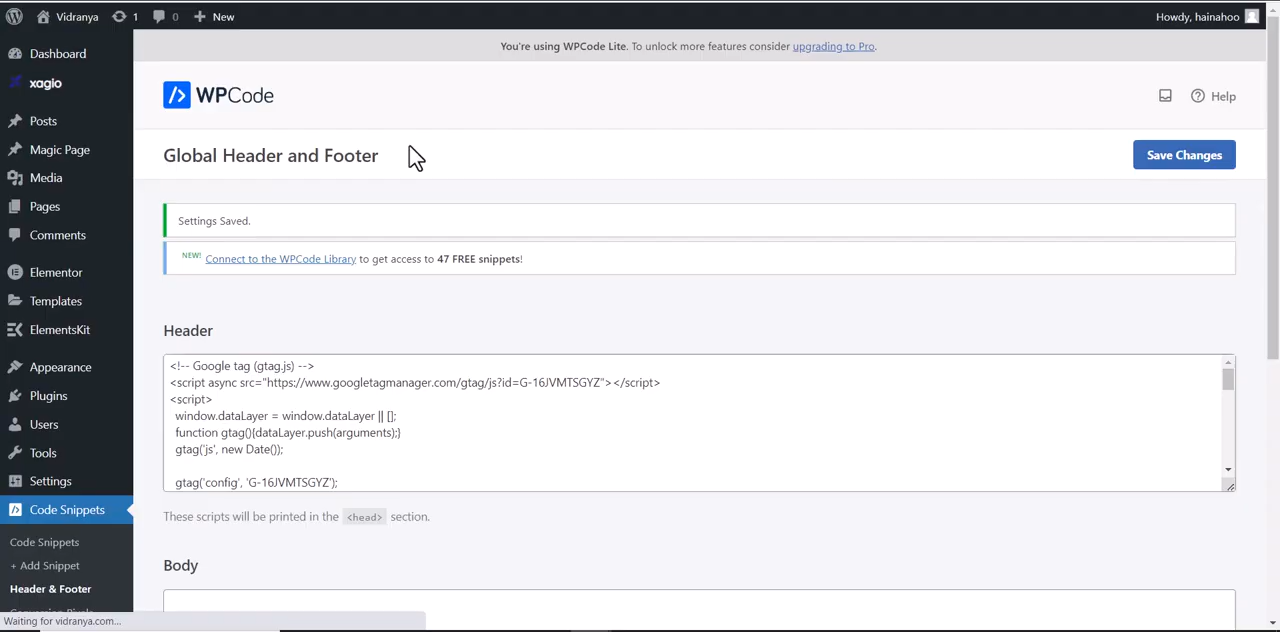 Vidranya
1
0
New
Howdy, hainahoo
You're using WPCode Lite. To unlock more features consider upgrading to Pro.
Dashboard
xagio
Posts
Magic Page
Media
Pages
Comments
Elementor
Templates
ElementsKit
Appearance
Plugins
Users
Tools
Settings
Code Snippets
Code Snippets
+ Add Snippet
Header & Footer
Conversion Pixels
Waiting for vidranya.com...
WPCode
Help
Global Header and Footer
Save Changes
Settings Saved.
NEW! Connect to the WPCode Library to get access to 47 FREE snippets!
Header
<!-- Google tag (gtag.js) -->
<script async src="https://www.googletagmanager.com/gtag/js?id=G-16JVMTSGYZ"></script>
<script>
window.dataLayer = window.dataLayer || [];
function gtag(){dataLayer.push(arguments);}
gtag('js', new Date());
gtag('config', 'G-16JVMTSGYZ');
These scripts will be printed in the <head> section.
Body